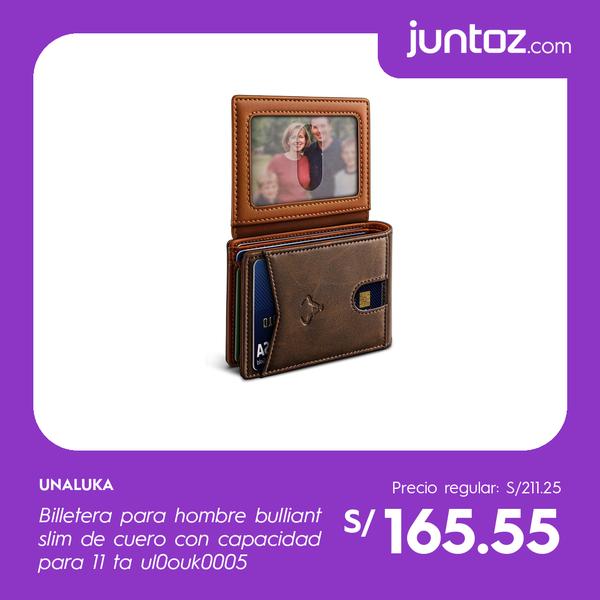 juntoz.com
UNALUKA
Billetera para hombre bulliant
slim de cuero con capacidad
para 11 ta ul0ouk0005
Precio regular: S/211.25
S/165.55